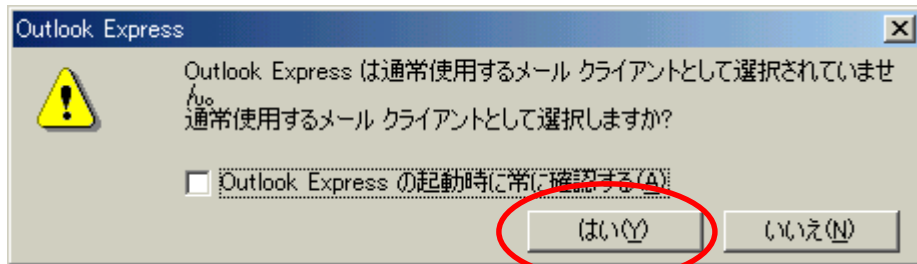 Outlook Express
Outlook Express は通常使用するメール クライアントとして選択されていませ
ん。
通常使用するメール クライアントとして選択しますか?
Outlook Express の起動時に常に確認する(A)
はい(Y) いいえ(N)